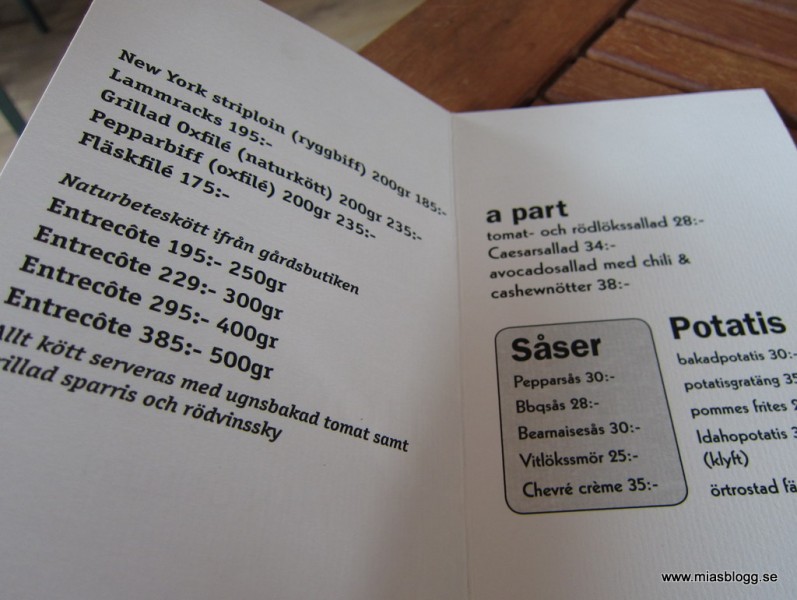 New York striploin (ryggbiff) 200gr 185:-
Lammracks 195:-
Grillad Oxfilé (naturkött) 200gr 235:-
Pepparbiff (oxfilé) 200gr 235:-
Fläskfilé 175:-
Naturbeteskött ifrån gårdsbutiken
Entrecôte 195:- 250gr
Entrecôte 229:- 300gr
Entrecôte 295:- 400gr
Entrecôte 385:- 500gr
Allt kött serveras med ugnsbakad tomat samt
rillad sparris och rödvinssky
a part
tomat- och rödlökssallad 28:-
Caesarsallad 34:-
avocadosallad med chili &
cashewnötter 38:-
Såser
Pepparsås 30:-
Bbqsås 28:-
Bearnaisesås 30:-
Vitlökssmör 25:-
Chevré crème 35:-
Potatis
bakadpotatis 30:-
potatisgratäng 35
pommes frites
Idahopotatis
(klyft)
örtrostad fä
www.miasblogg.se